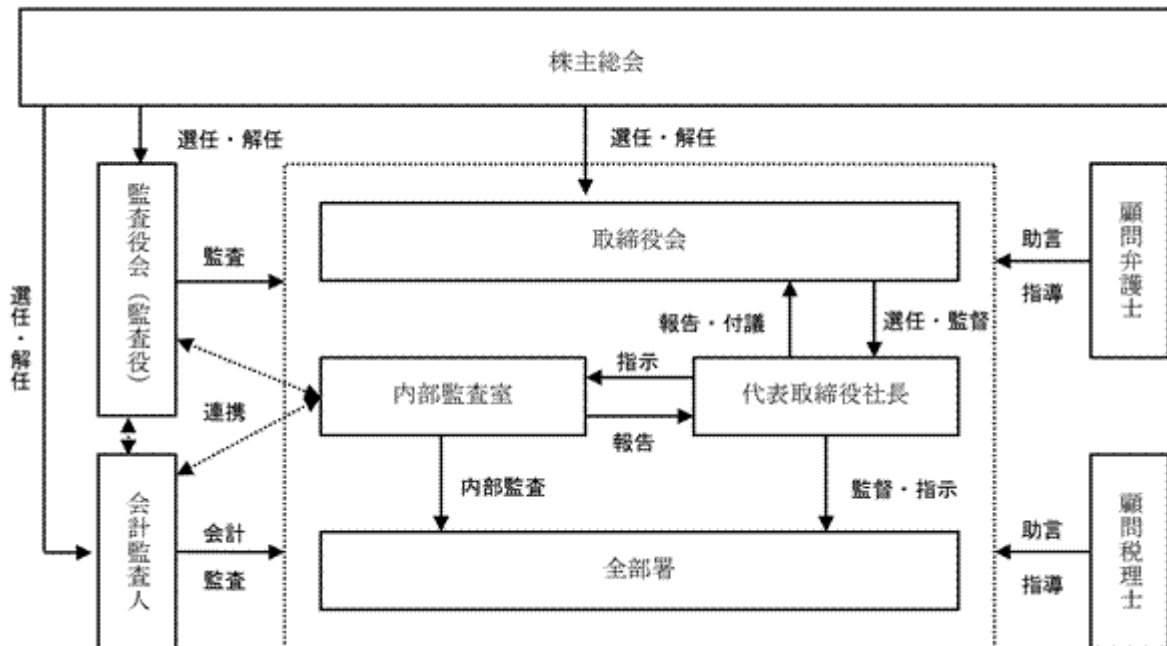 株主総会
選任・解任
選任・解任
選任・解任
監査役会（監査役）
監査
取締役会
助言
指導
顧問弁護士
報告・付議
選任・監督
指示
内部監査室
代表取締役社長
連携
報告
内部監査
監督・指示
会計監査人
会計
監査
全部署
助言
指導
顧問税理士